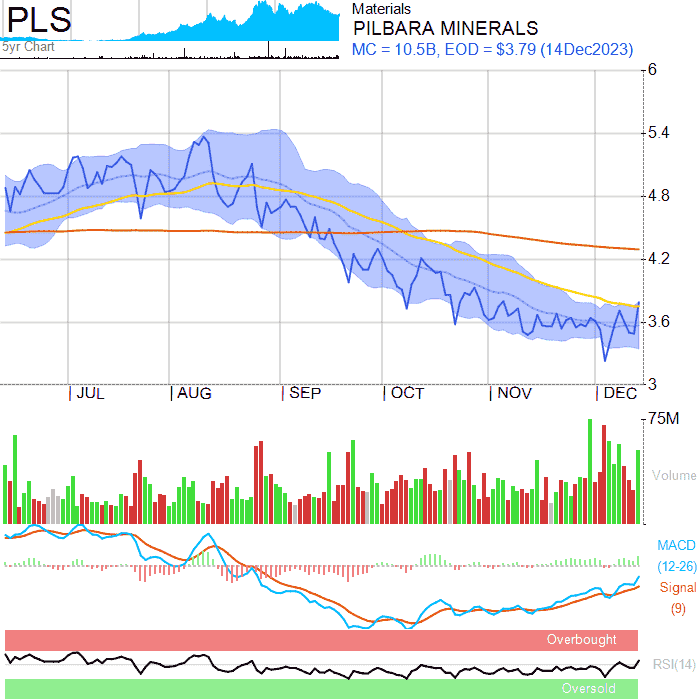 PLS
5yr Chart
Materials
PILBARA MINERALS
MC = 10.5B, EOD = $3.79 (14Dec2023)
6
5.4
4.8
4.2
3.6
3
JUL AUG SEP OCT NOV DEC
75M
Volume
MACD
(12-26)
Signal
(9)
Overbought
RSI(14)
Oversold